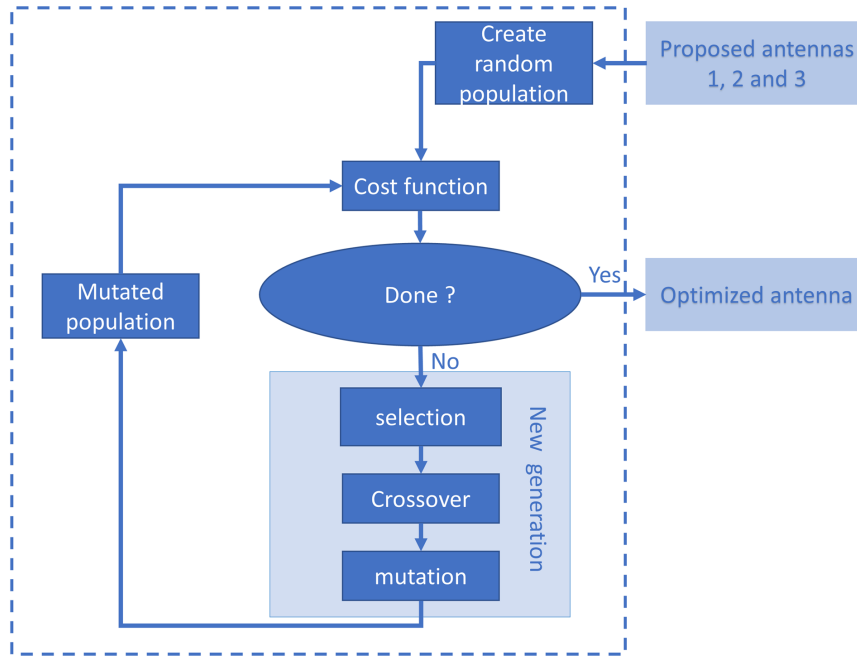 Create
random
population
Proposed antennas
1, 2 and 3
Cost function
Mutated
population
Done ?
Yes
Optimized antenna
No
selection
Crossover
mutation
New generation